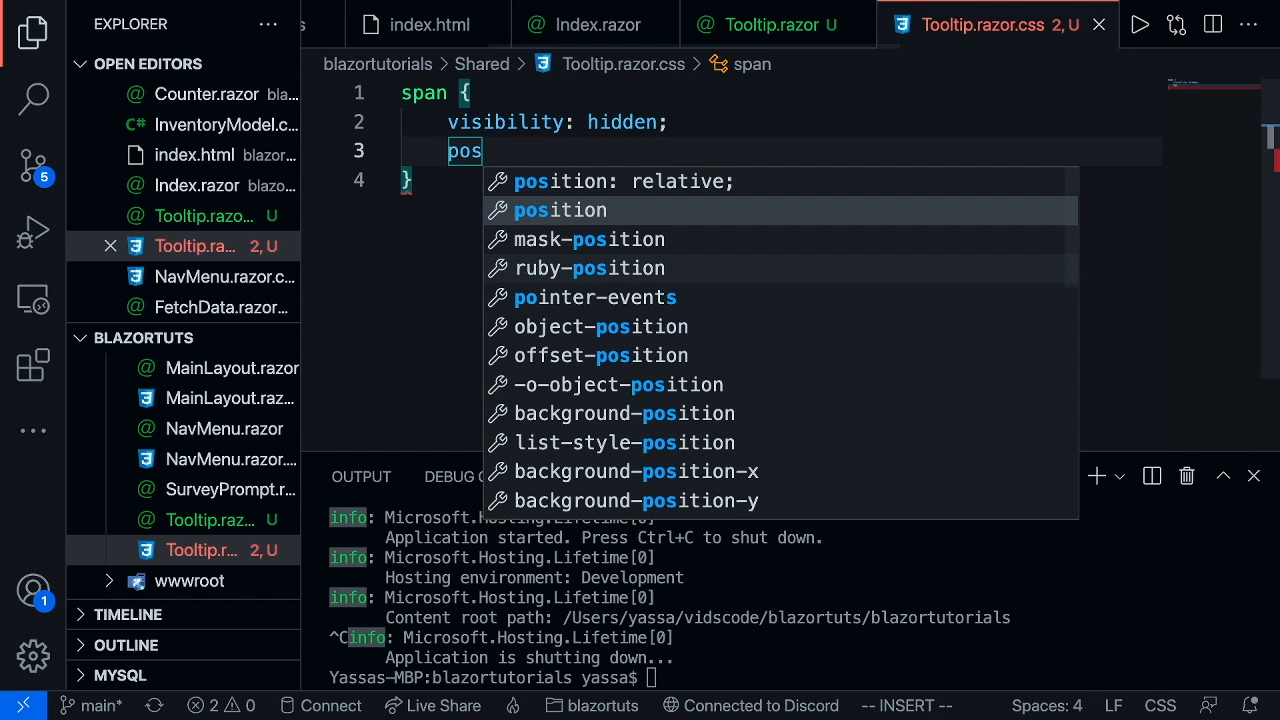 EXPLORER
OPEN EDITORS
Counter.razor bla...
InventoryModel.c...
index.html blazor...
Index.razor blazo...
Tooltip.razo... U
Tooltip.ra... 2, U
NavMenu.razor.c...
FetchData.razor...
BLAZORTUTS
MainLayout.razor
MainLayout.raz...
NavMenu.razor
NavMenu.razor....
SurveyPrompt.r...
Tooltip.raz... U
Tooltip.r... 2, U
wwwroot
TIMELINE
OUTLINE
MYSQL
5
1
s index.html Index.razor Tooltip.razor U Tooltip.razor.css 2, U
blazortutorials > Shared > Tooltip.razor.css > span
1 span {
2 visibility: hidden;
3 pos
4 }
position: relative;
position
mask-position
ruby-position
pointer-events
object-position
offset-position
-o-object-position
background-position
list-style-position
background-position-x
background-position-y
OUTPUT DEBUG C
info: Microsoft.Hosting.Lifetime[0]
Application started. Press Ctrl+C to shut down.
info: Microsoft.Hosting.Lifetime[0]
Hosting environment: Development
info: Microsoft.Hosting.Lifetime[0]
Content root path: /Users/yassa/vidscode/blazortuts/blazortutorials
^Cinfo: Microsoft.Hosting.Lifetime[0]
Application is shutting down...
Yassas-MBP:blazortutorials yassa$
main* 2 0 Connect Live Share blazortuts Connected to Discord -- INSERT -- Spaces: 4 LF CSS